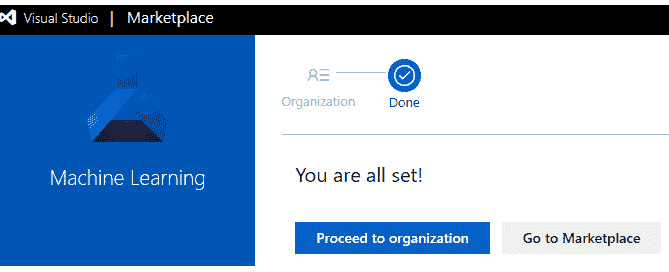 Visual Studio | Marketplace
Organization
Done
Machine Learning
You are all set!
Proceed to organization
Go to Marketplace